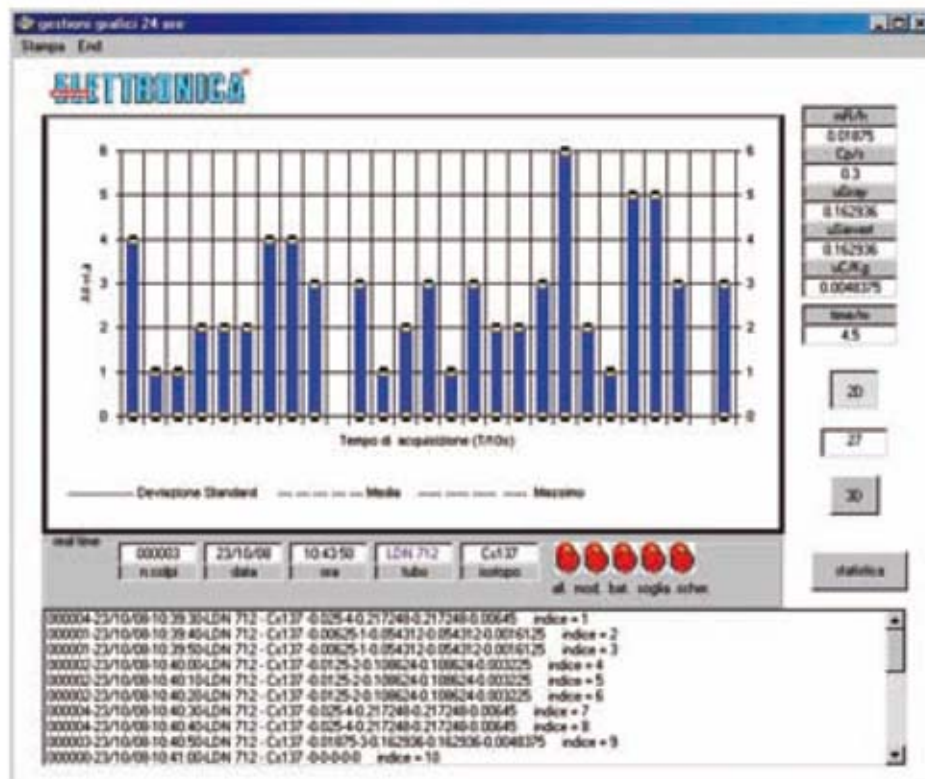 gestioni grafici 24 ore
Stampa End
ELETTRONICA
6 6
5 5
4 4
3 3
2 2
1 1
0 0
Attività
Tempo di acquisizione (T/10s)
Deviazione Standard Media Massimo
mR/h
0.01875
Cp/s
0.3
uGray
0.162936
uSievert
0.162936
uC/Kg
0.0048375
time/m
4.5
2D
27
3D
statistica
real time
000003 23/10/08 10:43:50 LDN 712 Cs137
n.colpi data ora tubo isotopo
all. mod. bat. soglia scher.
000004-23/10/08-10:39:30-LDN 712 - Cs137 -0.025-4-0.217248-0.217248-0.00645 indice = 1
000001-23/10/08-10:39:40-LDN 712 - Cs137 -0.00625-1-0.054312-0.054312-0.0016125 indice = 2
000001-23/10/08-10:39:50-LDN 712 - Cs137 -0.00625-1-0.054312-0.054312-0.0016125 indice = 3
000002-23/10/08-10:40:00-LDN 712 - Cs137 -0.0125-2-0.108624-0.108624-0.003225 indice = 4
000002-23/10/08-10:40:10-LDN 712 - Cs137 -0.0125-2-0.108624-0.108624-0.003225 indice = 5
000002-23/10/08-10:40:20-LDN 712 - Cs137 -0.0125-2-0.108624-0.108624-0.003225 indice = 6
000004-23/10/08-10:40:30-LDN 712 - Cs137 -0.025-4-0.217248-0.217248-0.00645 indice = 7
000004-23/10/08-10:40:40-LDN 712 - Cs137 -0.025-4-0.217248-0.217248-0.00645 indice = 8
000003-23/10/08-10:40:50-LDN 712 - Cs137 -0.01875-3-0.162936-0.162936-0.0048375 indice = 9
000000-23/10/08-10:41:00-LDN 712 - Cs137 -0-0-0-0-0 indice = 10